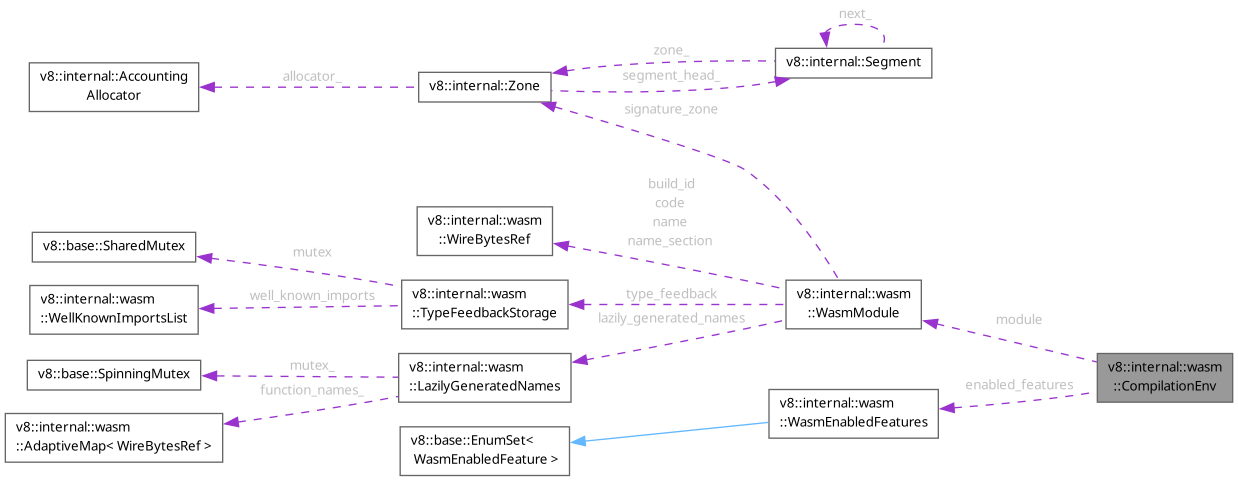 next_
zone_
v8::internal::Segment
v8::internal::Accounting
Allocator
allocator_
v8::internal::Zone
segment_head_
signature_zone
build_id
code
name
name_section
v8::internal::wasm
::WireBytesRef
v8::base::SharedMutex
mutex
v8::internal::wasm
::WellKnownImportsList
well_known_imports
v8::internal::wasm
::TypeFeedbackStorage
type_feedback
v8::internal::wasm
::WasmModule
lazily_generated_names
module
v8::base::SpinningMutex
mutex_
v8::internal::wasm
::LazilyGeneratedNames
function_names_
v8::internal::wasm
::CompilationEnv
enabled_features
v8::internal::wasm
::AdaptiveMap< WireBytesRef >
v8::base::EnumSet<
WasmEnabledFeature >
v8::internal::wasm
::WasmEnabledFeatures